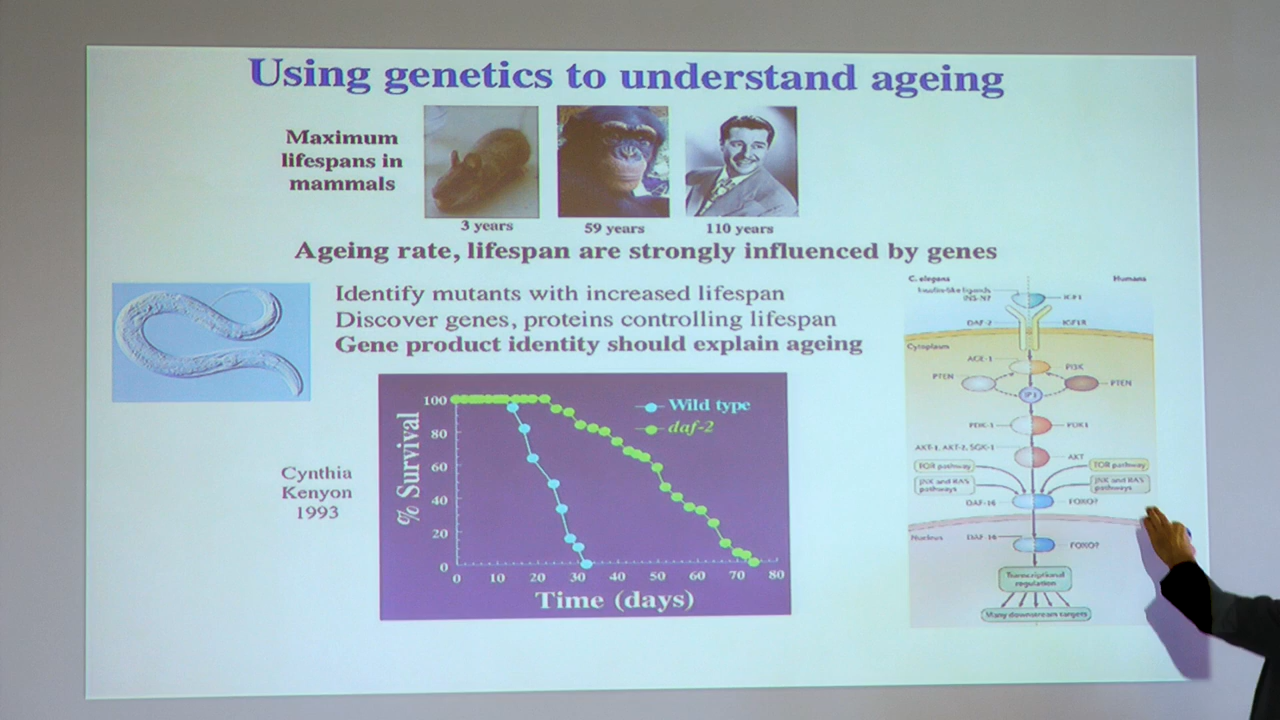 Using genetics to understand ageing
Maximum
lifespans in
mammals
3 years
59 years
110 years
Ageing rate, lifespan are strongly influenced by genes
Identify mutants with increased lifespan
Discover genes, proteins controlling lifespan
Gene product identity should explain ageing
Cynthia
Kenyon
1993
% Survival
100
80
60
40
20
0
0 10 20 30 40 50 60 70 80
Time (days)
Wild type
daf-2
C. elegans
Humans
Insulin-like ligands
IGF1
DAF-2
IGF1R
Cytoplasm
AGE-1
PI3K
PTEN
PTEN
PDK-1
PDK1
AKT-1, AKT-2, SGK-1
AKT
TOR pathway
TOR pathway
JNK and RAS
pathways
JNK and RAS
pathways
DAF-16
FOXO?
Nucleus
DAF-16
FOXO?
Transcriptional
regulation
Many downstream targets